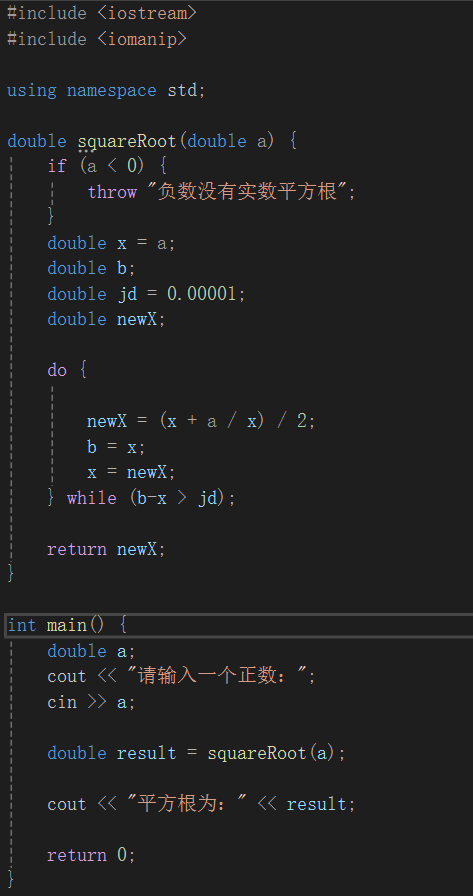 #include <iostream>
#include <iomanip>
using namespace std;
double squareRoot(double a) {
if (a < 0) {
throw "负数没有实数平方根";
}
double x = a;
double b;
double jd = 0.00001;
double newX;
do {
newX = (x + a / x) / 2;
b = x;
x = newX;
} while (b-x > jd);
return newX;
}
int main() {
double a;
cout << "请输入一个正数：";
cin >> a;
double result = squareRoot(a);
cout << "平方根为：" << result;
return 0;
}